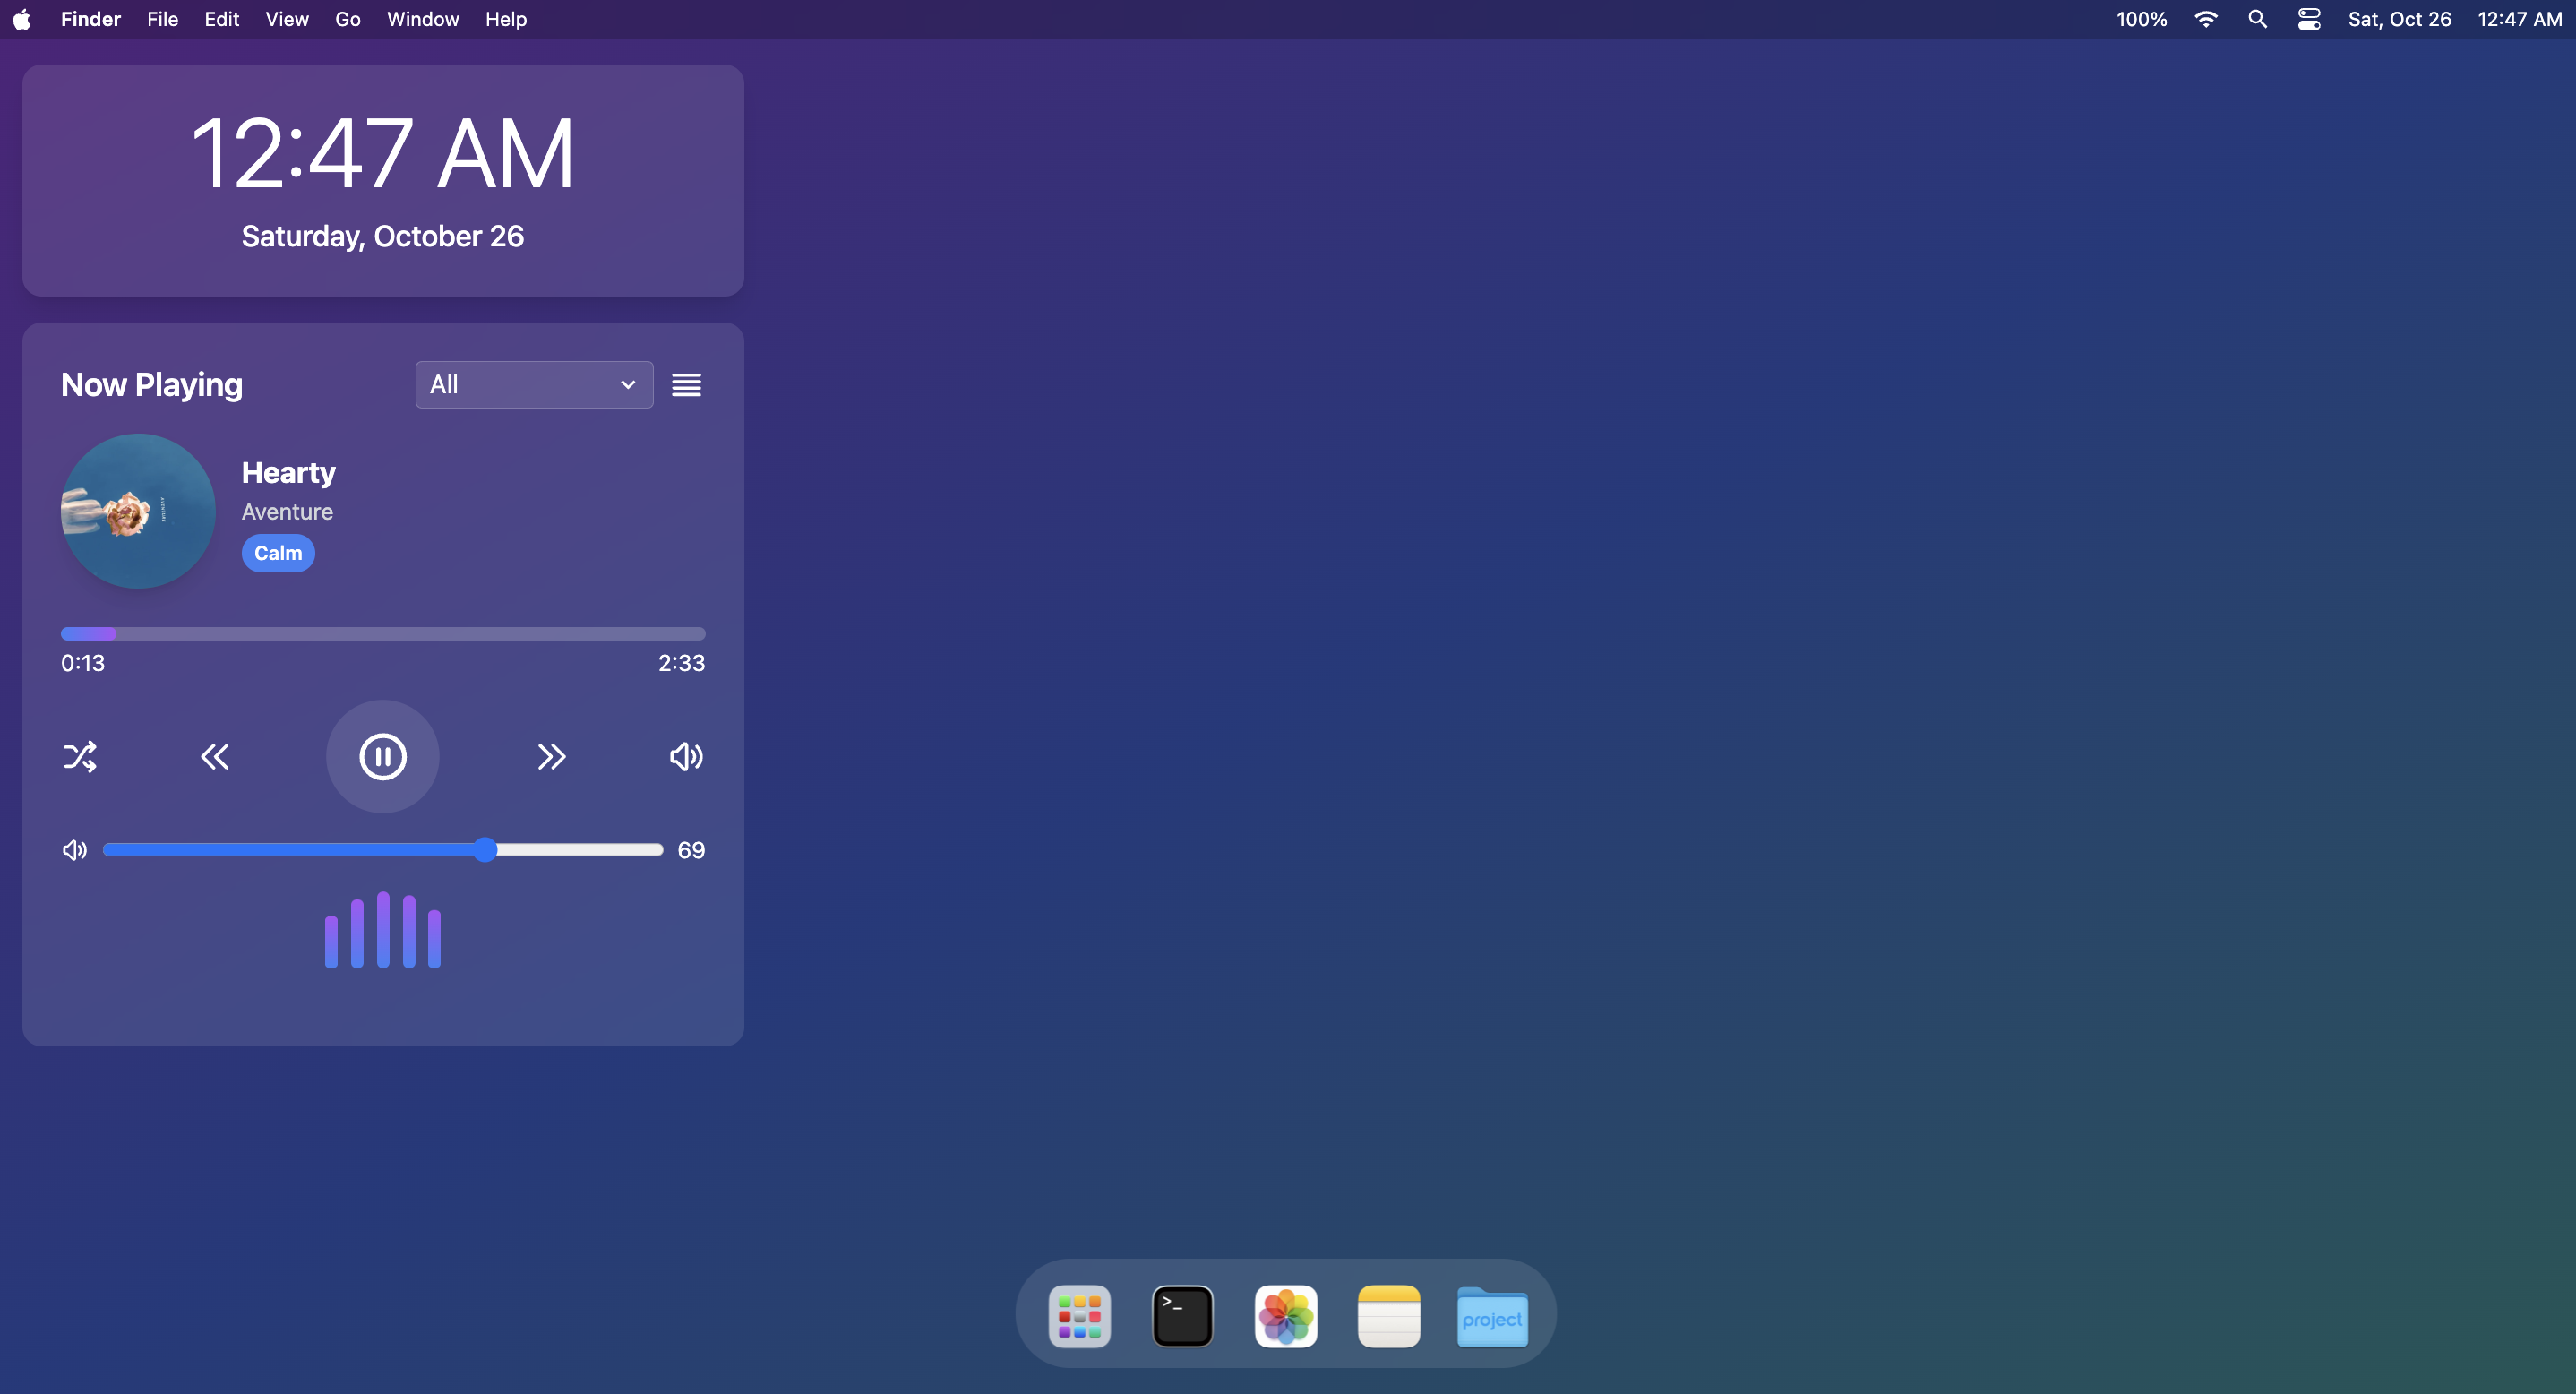 Finder File Edit View Go Window Help
100% Sat, Oct 26 12:47 AM
12:47 AM
Saturday, October 26
Now Playing
All
Hearty
Aventure
Calm
0:13 2:33
69
>_
project